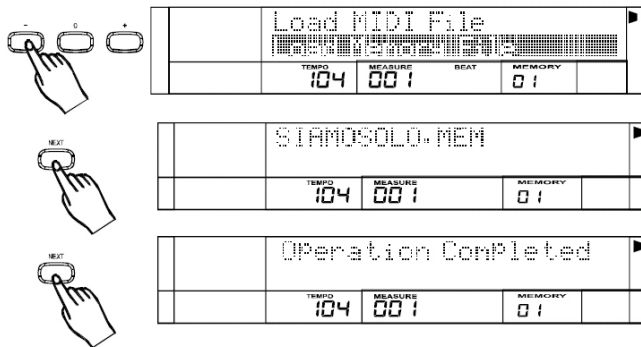 - 0 +
Load MIDI File
Load Memory File
TEMPO MEASURE BEAT MEMORY
104 001 01
NEXT
SIAMOSOLO.MEM
TEMPO MEASURE MEMORY
104 001 01
NEXT
Operation Completed
TEMPO MEASURE MEMORY
104 001 01